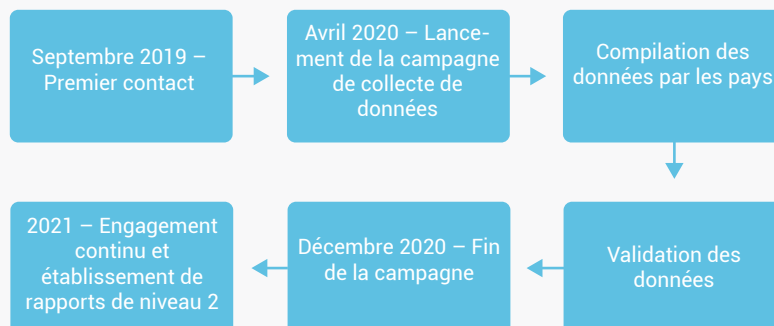 Septembre 2019 –
Premier contact
Avril 2020 – Lance-
ment de la campagne
de collecte de
données
Compilation des
données par les pays
Validation des
données
Décembre 2020 – Fin
de la campagne
2021 – Engagement
continu et
établissement de
rapports de niveau 2